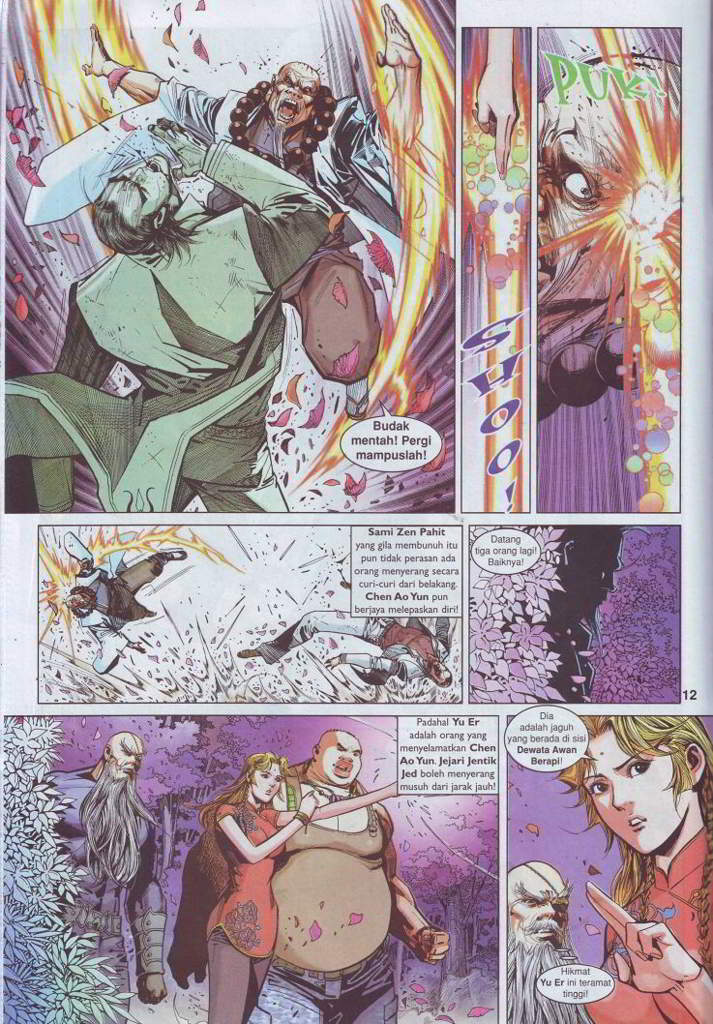 Budak
mentah! Pergi
mampuslah!
SHOO!
PUK!
Sami Zen Pahit
yang gila membunuh itu
pun tidak perasan ada
orang menyerang secara
curi-curi dari belakang.
Chen Ao Yun pun
berjaya melepaskan diri!
Datang
tiga orang lagi!
Baiknya!
12
Padahal Yu Er
adalah orang yang
menyelamatkan Chen
Ao Yun. Jejari Jentik
Jed boleh menyerang
musuh dari jarak jauh!
Dia
adalah jaguh
yang berada di sisi
Dewata Awan
Berapi!
Hikmat
Yu Er ini teramat
tinggi!